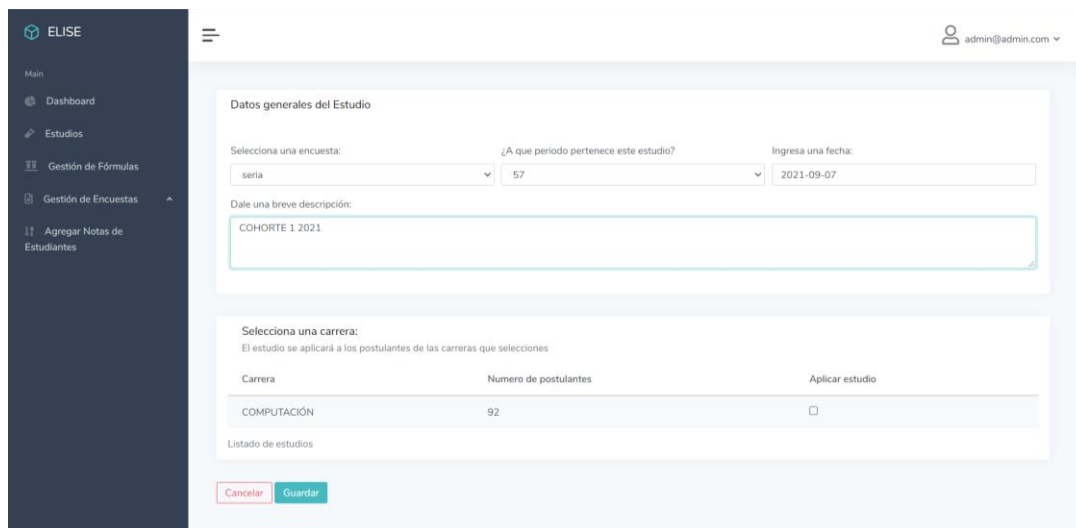 ELISE
admin@admin.com
Main
Dashboard
Estudios
Gestión de Fórmulas
Gestión de Encuestas
Agregar Notas de
Estudiantes
Datos generales del Estudio
Selecciona una encuesta:
¿A que periodo pertenece este estudio?
Ingresa una fecha:
seria
57
2021-09-07
Dale una breve descripción:
COHORTE 1 2021
Selecciona una carrera:
El estudio se aplicará a los postulantes de las carreras que selecciones
Carrera
Numero de postulantes
Aplicar estudio
COMPUTACIÓN
92
Listado de estudios
Cancelar
Guardar